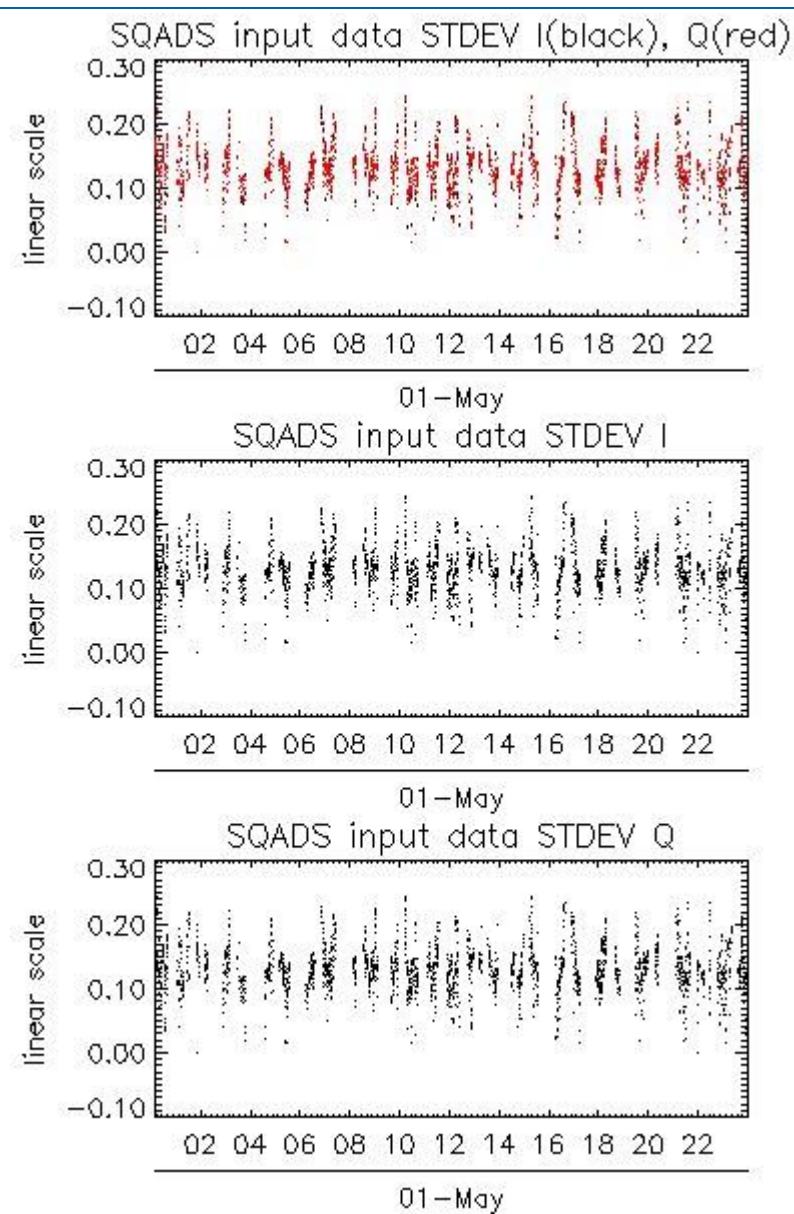 SQADS input data STDEV I(black), Q(red)
0.30
0.20
0.10
0.00
-0.10
linear scale
02 04 06 08 10 12 14 16 18 20 22
01-May
SQADS input data STDEV I
0.30
0.20
0.10
0.00
-0.10
linear scale
02 04 06 08 10 12 14 16 18 20 22
01-May
SQADS input data STDEV Q
0.30
0.20
0.10
0.00
-0.10
linear scale
02 04 06 08 10 12 14 16 18 20 22
01-May